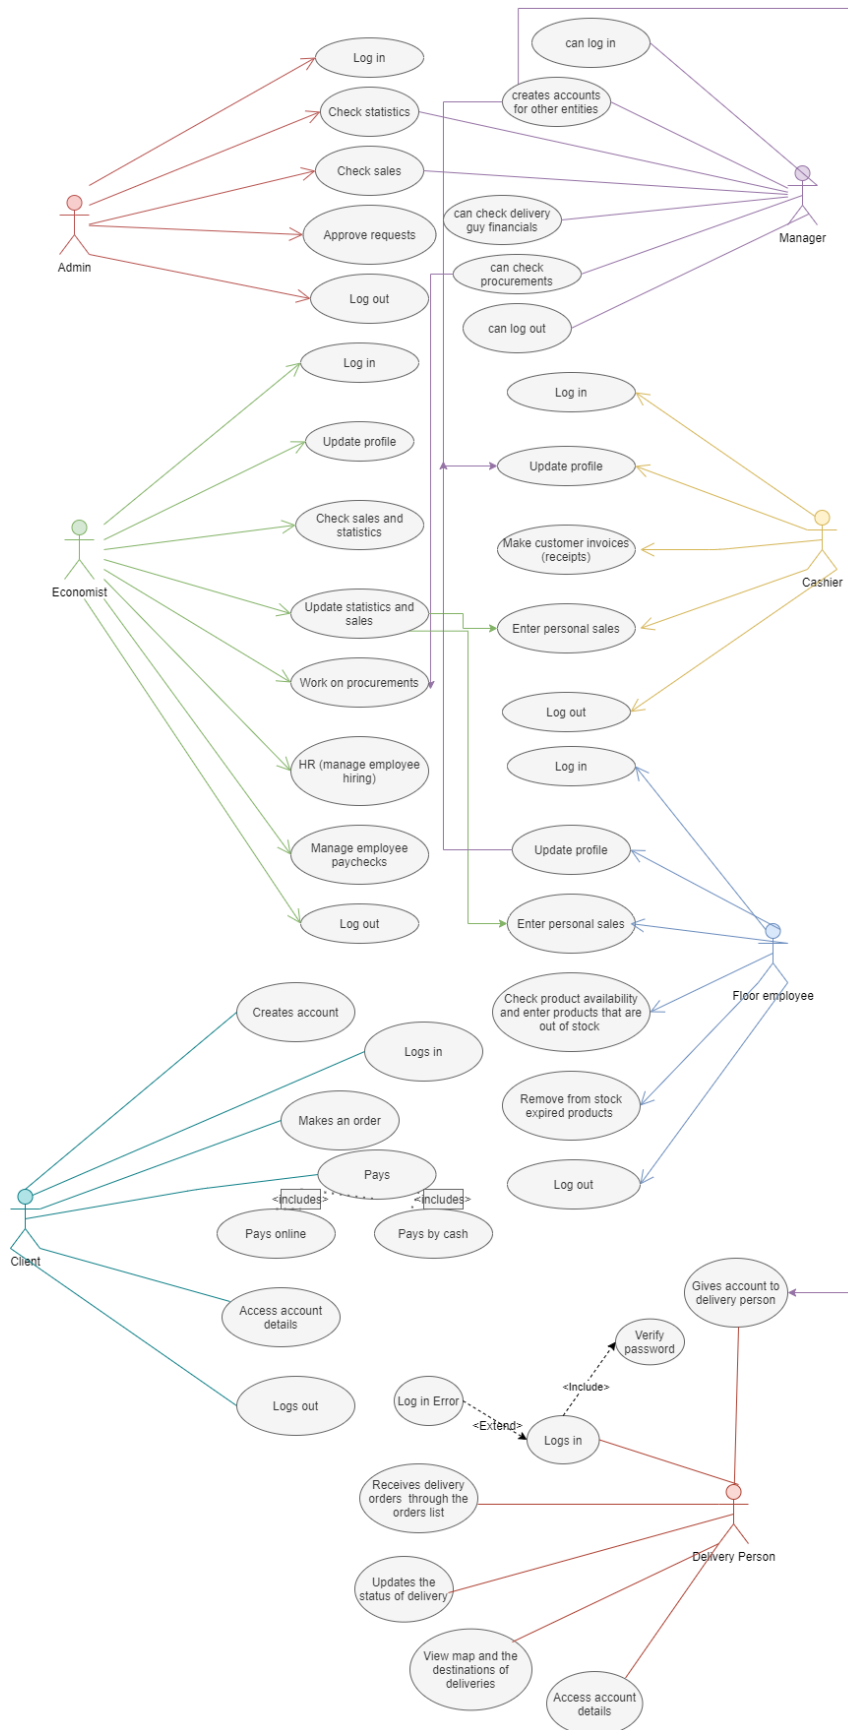 can log in
Log in
creates accounts
for other entities
Check statistics
Check sales
can check delivery
guy financials
Approve requests
Manager
Admin
can check
procurements
Log out
can log out
Log in
Log in
Update profile
Update profile
Check sales and
statistics
Make customer invoices
(receipts)
Cashier
Economist
Update statistics and
sales
Enter personal sales
Work on procurements
Log out
HR (manage employee
hiring)
Log in
Manage employee
paychecks
Update profile
Log out
Enter personal sales
Floor employee
Check product availability
and enter products that are
out of stock
Creates account
Logs in
Remove from stock
expired products
Makes an order
Pays
Log out
<includes>
<includes>
Pays online
Pays by cash
Client
Gives account to
delivery person
Access account
details
Verify
password
<Include>
Log in Error
Logs out
<Extend>
Logs in
Receives delivery
orders through the
orders list
Delivery Person
Updates the
status of delivery
View map and the
destinations of
deliveries
Access account
details